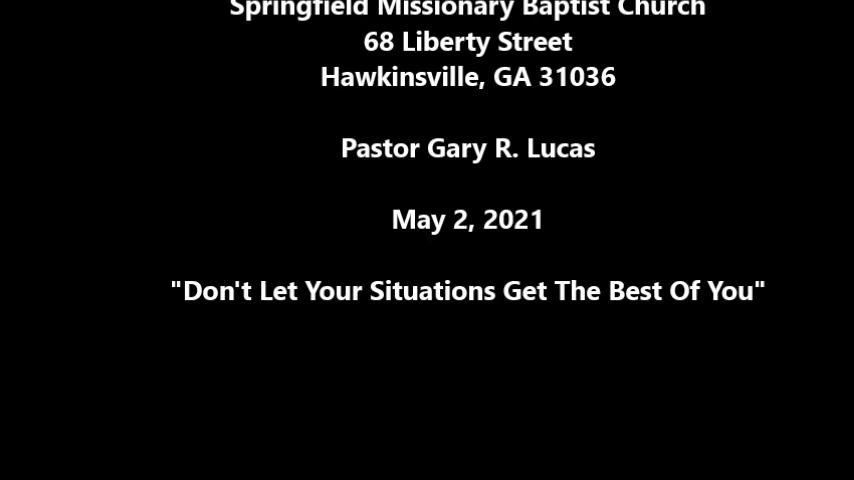 Springfield Missionary Baptist Church
68 Liberty Street
Hawkinsville, GA 31036
Pastor Gary R. Lucas
May 2, 2021
"Don't Let Your Situations Get The Best Of You"